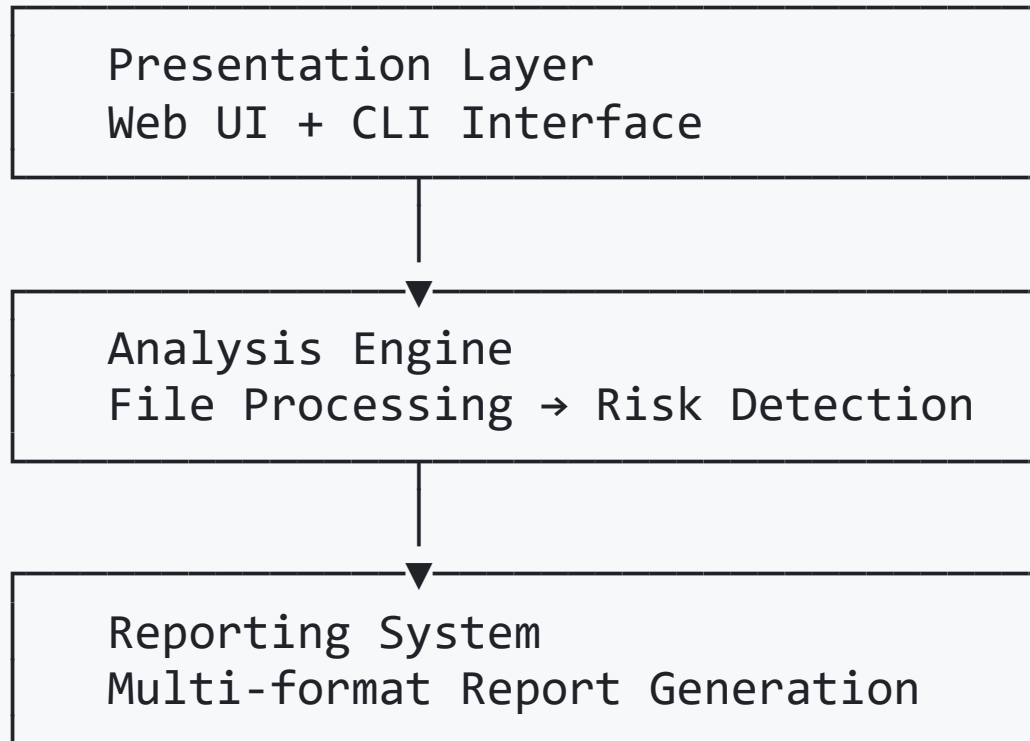 Presentation Layer
Web UI + CLI Interface
Analysis Engine
File Processing → Risk Detection
Reporting System
Multi-format Report Generation